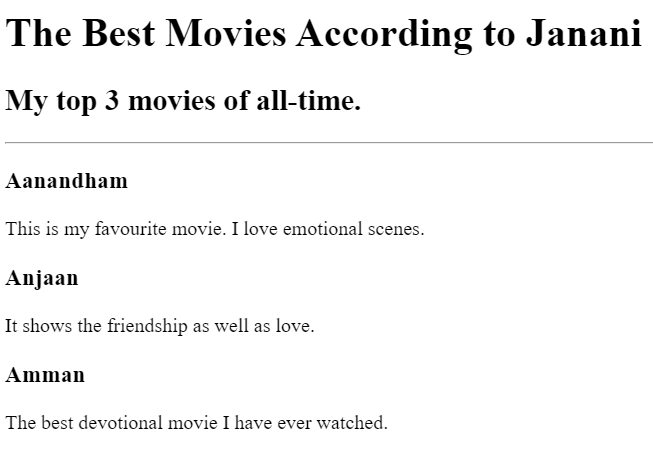 The Best Movies According to Janani
My top 3 movies of all-time.
Aanandham
This is my favourite movie. I love emotional scenes.
Anjaan
It shows the friendship as well as love.
Amman
The best devotional movie I have ever watched.